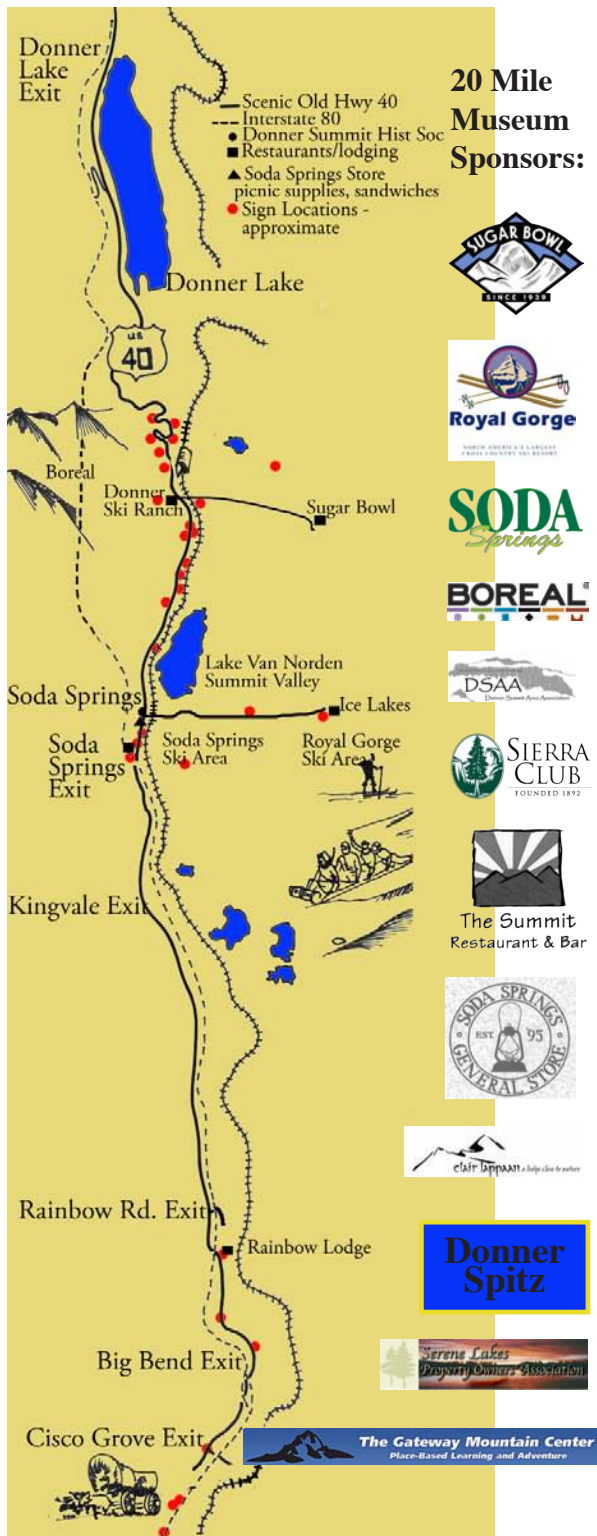 Donner
Lake
Exit
Scenic Old Hwy 40
Interstate 80
Donner Summit Hist Soc
Restaurants/lodging
Soda Springs Store
picnic supplies, sandwiches
Sign Locations -
approximate
Donner Lake
US
40
Boreal
Donner
Ski Ranch
Sugar Bowl
Lake Van Norden
Summit Valley
Soda Springs
Ice Lakes
Soda
Springs
Exit
Soda Springs
Ski Area
Royal Gorge
Ski Area
Kingvale Exit
Rainbow Rd. Exit
Rainbow Lodge
Big Bend Exit
Cisco Grove Exit
20 Mile
Museum
Sponsors:
SUGAR BOWL
SINCE 1939
Royal Gorge
NORTH AMERICA'S LARGEST
CROSS COUNTRY SKI RESORT
SODA
Springs
BOREAL
DSAA
Donner Summit Area Association
SIERRA
CLUB
FOUNDED 1892
The Summit
Restaurant & Bar
SODA SPRINGS
EST. 95
GENERAL STORE
clair tappaan a lodge close to nature
Donner
Spitz
Serene Lakes
Property Owners' Association
The Gateway Mountain Center
Place-Based Learning and Adventure